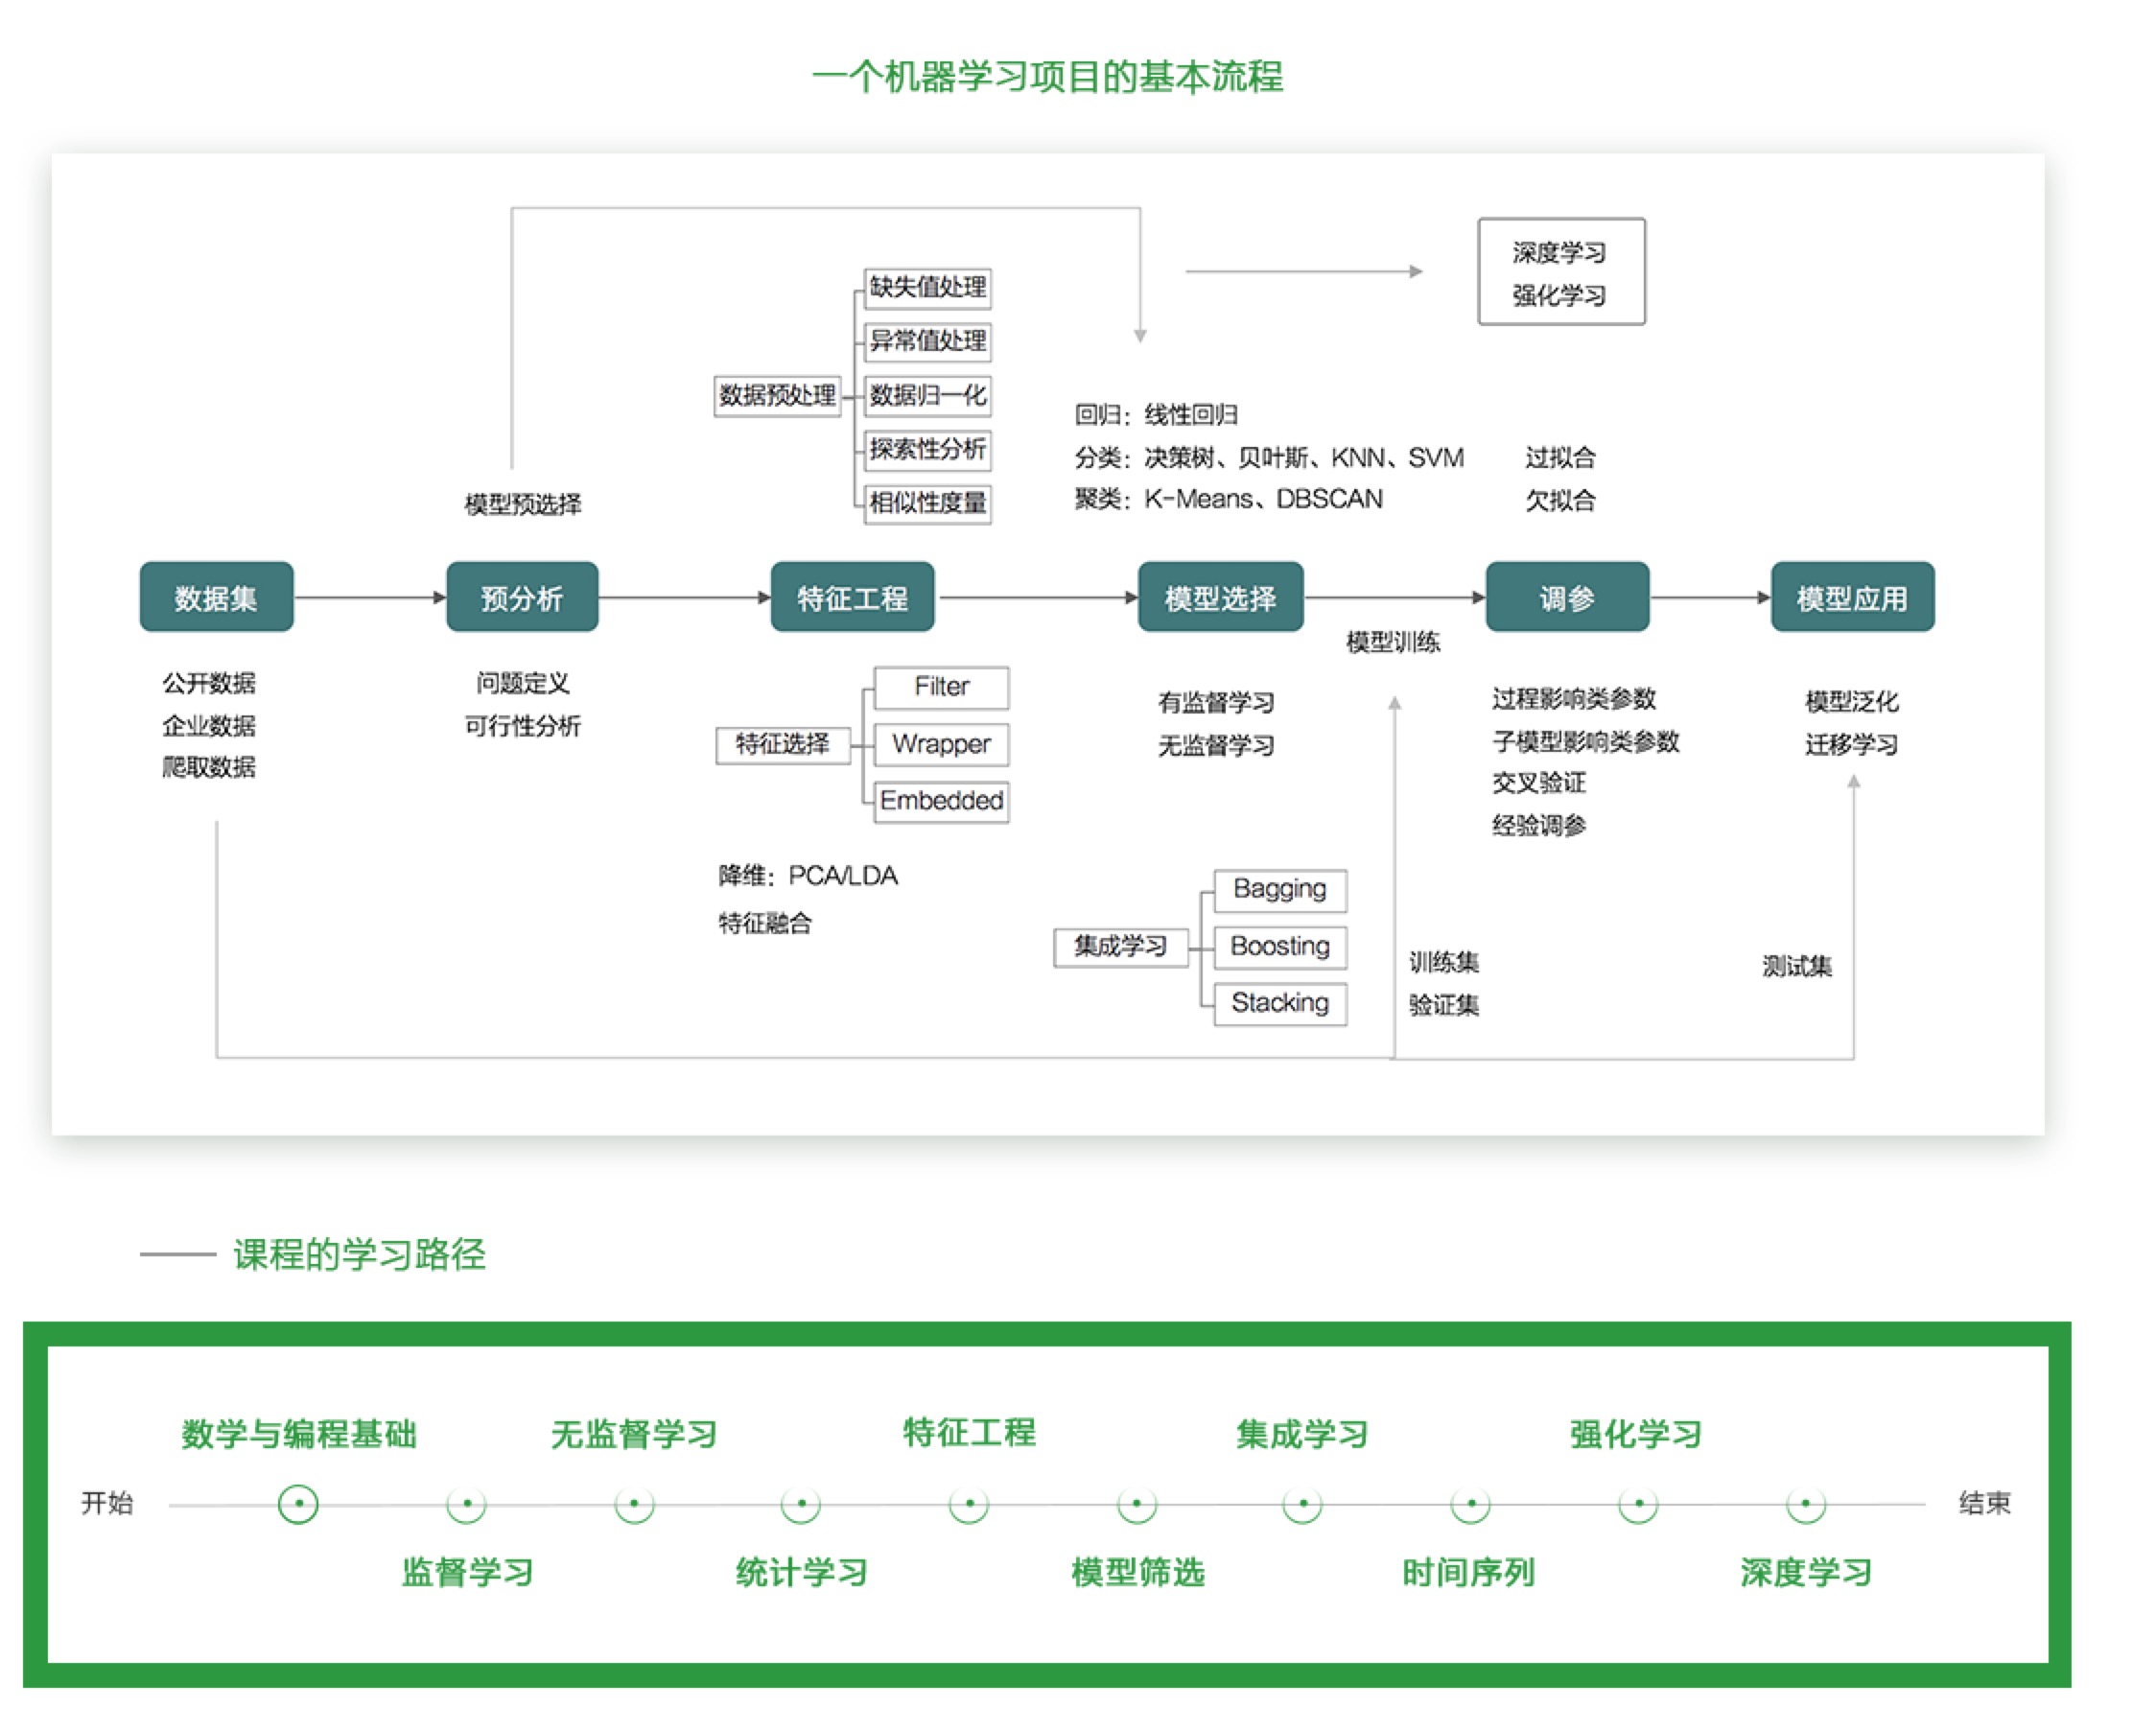 一个机器学习项目的基本流程
深度学习
强化学习
缺失值处理
异常值处理
数据预处理
数据归一化
探索性分析
相似性度量
回归：线性回归
分类：决策树、贝叶斯、KNN、SVM
聚类：K-Means、DBSCAN
过拟合
欠拟合
模型预选择
数据集
预分析
特征工程
模型选择
调参
模型应用
模型训练
公开数据
企业数据
爬取数据
问题定义
可行性分析
特征选择
Filter
Wrapper
Embedded
降维：PCA/LDA
特征融合
有监督学习
无监督学习
集成学习
Bagging
Boosting
Stacking
训练集
验证集
过程影响类参数
子模型影响类参数
交叉验证
经验调参
模型泛化
迁移学习
测试集
课程的学习路径
数学与编程基础
无监督学习
特征工程
集成学习
强化学习
开始
结束
监督学习
统计学习
模型筛选
时间序列
深度学习